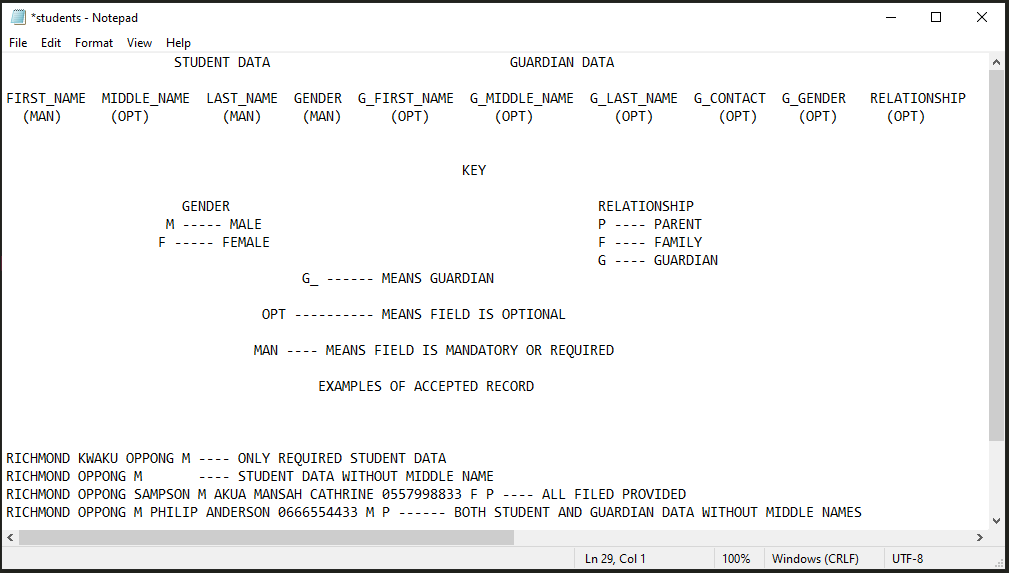 *students - Notepad
File Edit Format View Help
STUDENT DATA GUARDIAN DATA
FIRST_NAME MIDDLE_NAME LAST_NAME GENDER G_FIRST_NAME G_MIDDLE_NAME G_LAST_NAME G_CONTACT G_GENDER RELATIONSHIP
(MAN) (OPT) (MAN) (MAN) (OPT) (OPT) (OPT) (OPT) (OPT) (OPT)
KEY
GENDER RELATIONSHIP
M ----- MALE P ---- PARENT
F ----- FEMALE F ---- FAMILY
G ---- GUARDIAN
G_ ------ MEANS GUARDIAN
OPT ---------- MEANS FIELD IS OPTIONAL
MAN ---- MEANS FIELD IS MANDATORY OR REQUIRED
EXAMPLES OF ACCEPTED RECORD
RICHMOND KWAKU OPPONG M ---- ONLY REQUIRED STUDENT DATA
RICHMOND OPPONG M ---- STUDENT DATA WITHOUT MIDDLE NAME
RICHMOND OPPONG SAMPSON M AKUA MANSAH CATHRINE 0557998833 F P ---- ALL FILED PROVIDED
RICHMOND OPPONG M PHILIP ANDERSON 0666554433 M P ------ BOTH STUDENT AND GUARDIAN DATA WITHOUT MIDDLE NAMES
Ln 29, Col 1 100% Windows (CRLF) UTF-8